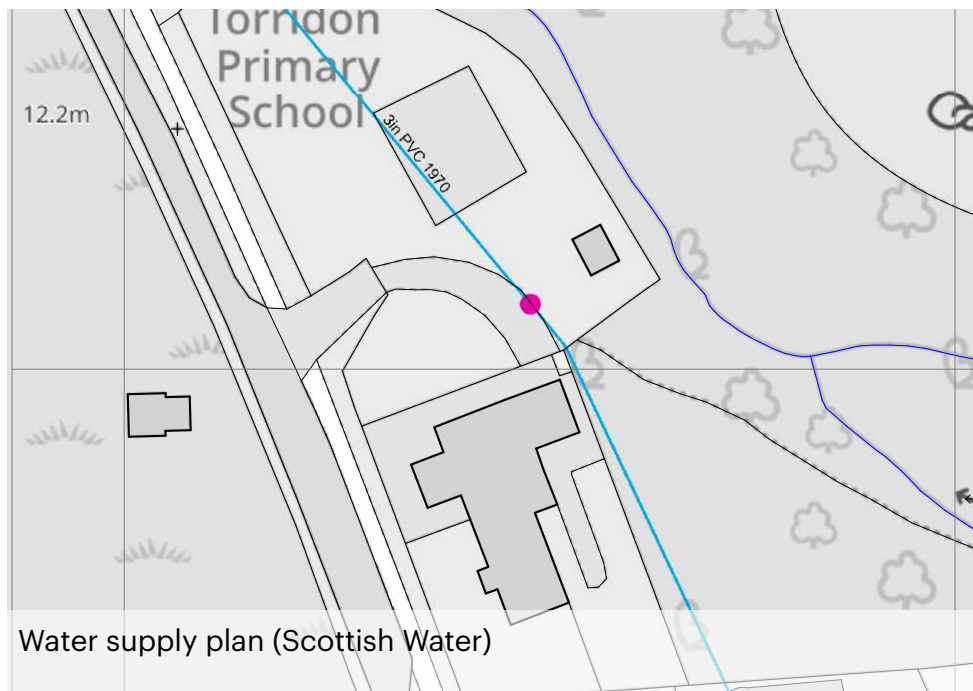 Torridon
Primary
School
12.2m
3in PVC 1970
Water supply plan (Scottish Water)